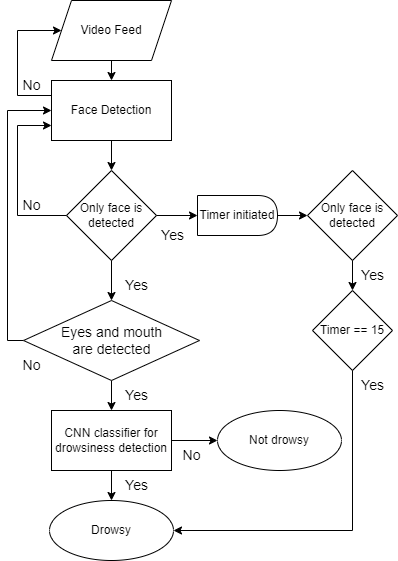 Video Feed
No
Face Detection
No
Only face is
detected
Yes
Timer initiated
Only face is
detected
Yes
Yes
Eyes and mouth
are detected
No
Timer == 15
Yes
Yes
CNN classifier for
drowsiness detection
No
Not drowsy
Yes
Drowsy